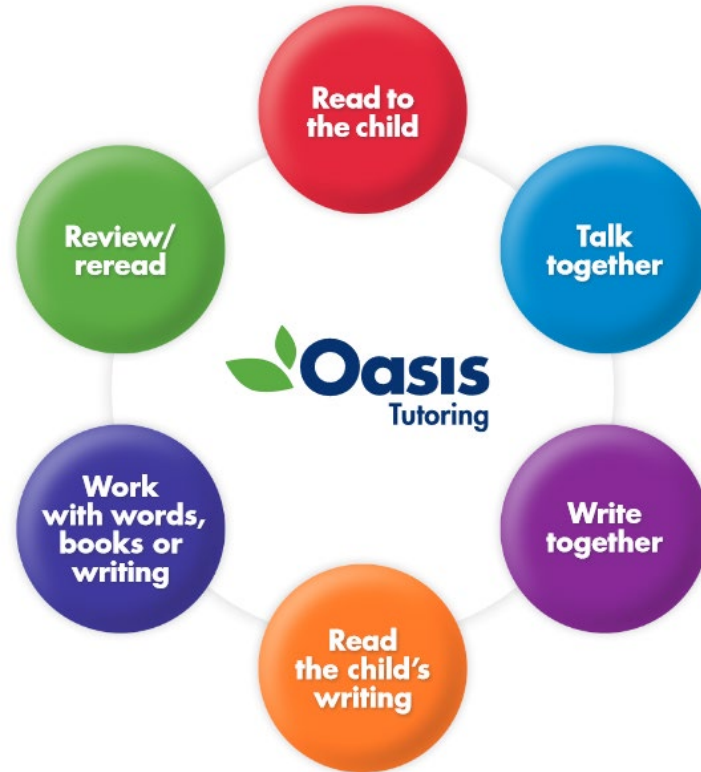 Read to
the child
Talk
together
Write
together
Read
the child's
writing
Work
with words,
books or
writing
Review/
reread
Oasis
Tutoring